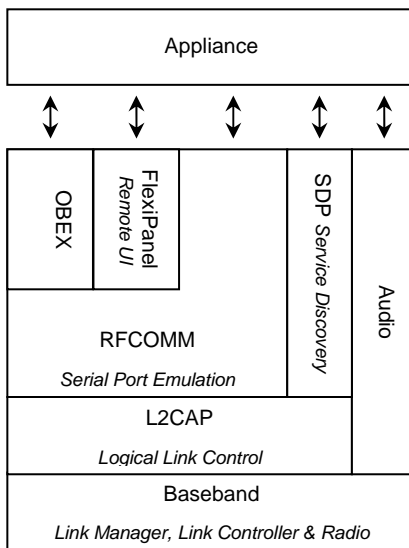 Appliance
OBEX
FlexiPanel
Remote UI
SDP Service Discovery
Audio
RFCOMM
Serial Port Emulation
L2CAP
Logical Link Control
Baseband
Link Manager, Link Controller & Radio